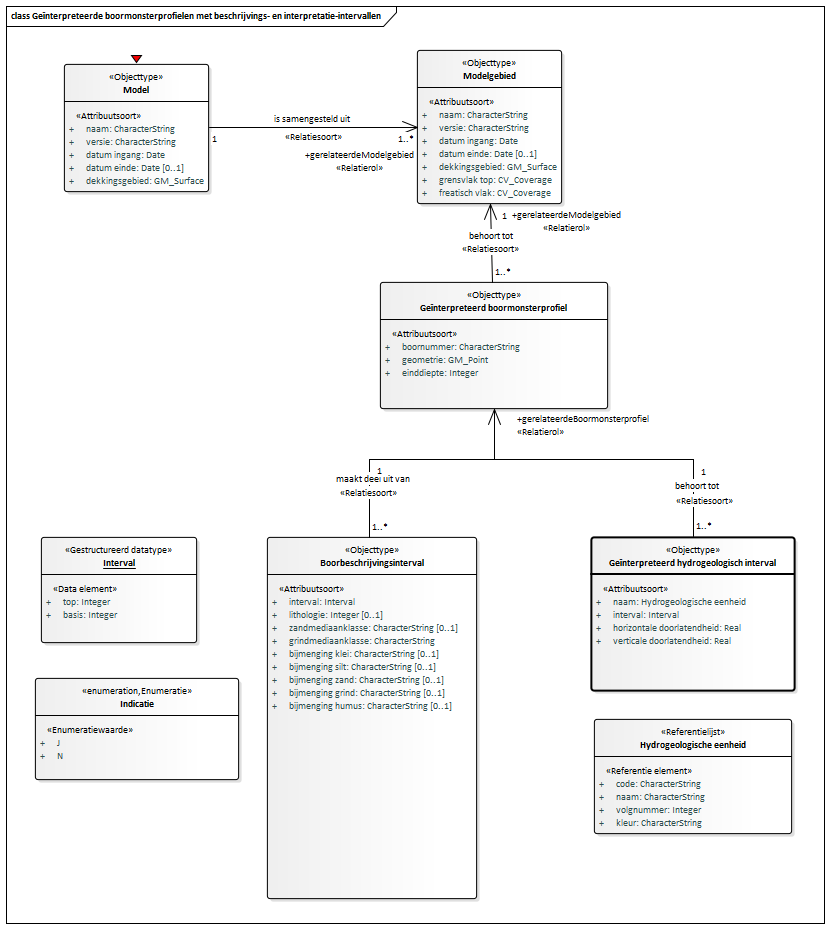 class Geïnterpreteerde boormonsterprofielen met beschrijvings- en interpretatie-intervallen
«Objecttype»
Model
«Attribuutsoort»
+ naam: CharacterString
+ versie: CharacterString
+ datum ingang: Date
+ datum einde: Date [0..1]
+ dekkingsgebied: GM_Surface
is samengesteld uit
«Relatiesoort»
1
1..*
+gerelateerdeModelgebied
«Relatierol»
«Objecttype»
Modelgebied
«Attribuutsoort»
+ naam: CharacterString
+ versie: CharacterString
+ datum ingang: Date
+ datum einde: Date [0..1]
+ dekkingsgebied: GM_Surface
+ grensvlak top: CV_Coverage
+ freatisch vlak: CV_Coverage
1 +gerelateerdeModelgebied
«Relatierol»
behoort tot
«Relatiesoort»
1..*
«Objecttype»
Geïnterpreteerd boormonsterprofiel
«Attribuutsoort»
+ boornummer: CharacterString
+ geometrie: GM_Point
+ einddiepte: Integer
+gerelateerdeBoormonsterprofiel
«Relatierol»
1
maakt deel uit van
«Relatiesoort»
1..*
1
behoort tot
«Relatiesoort»
1..*
«Gestructureerd datatype»
Interval
«Data element»
+ top: Integer
+ basis: Integer
«enumeration,Enumeratie»
Indicatie
«Enumeratiewaarde»
+ J
+ N
«Objecttype»
Boorbeschrijvingsinterval
«Attribuutsoort»
+ interval: Interval
+ lithologie: Integer [0..1]
+ zandmediaanklasse: CharacterString [0..1]
+ grindmediaanklasse: CharacterString
+ bijmenging klei: CharacterString [0..1]
+ bijmenging silt: CharacterString [0..1]
+ bijmenging zand: CharacterString [0..1]
+ bijmenging grind: CharacterString [0..1]
+ bijmenging humus: CharacterString [0..1]
«Objecttype»
Geïnterpreteerd hydrogeologisch interval
«Attribuutsoort»
+ naam: Hydrogeologische eenheid
+ interval: Interval
+ horizontale doorlatendheid: Real
+ verticale doorlatendheid: Real
«Referentielijst»
Hydrogeologische eenheid
«Referentie element»
+ code: CharacterString
+ naam: CharacterString
+ volgnummer: Integer
+ kleur: CharacterString